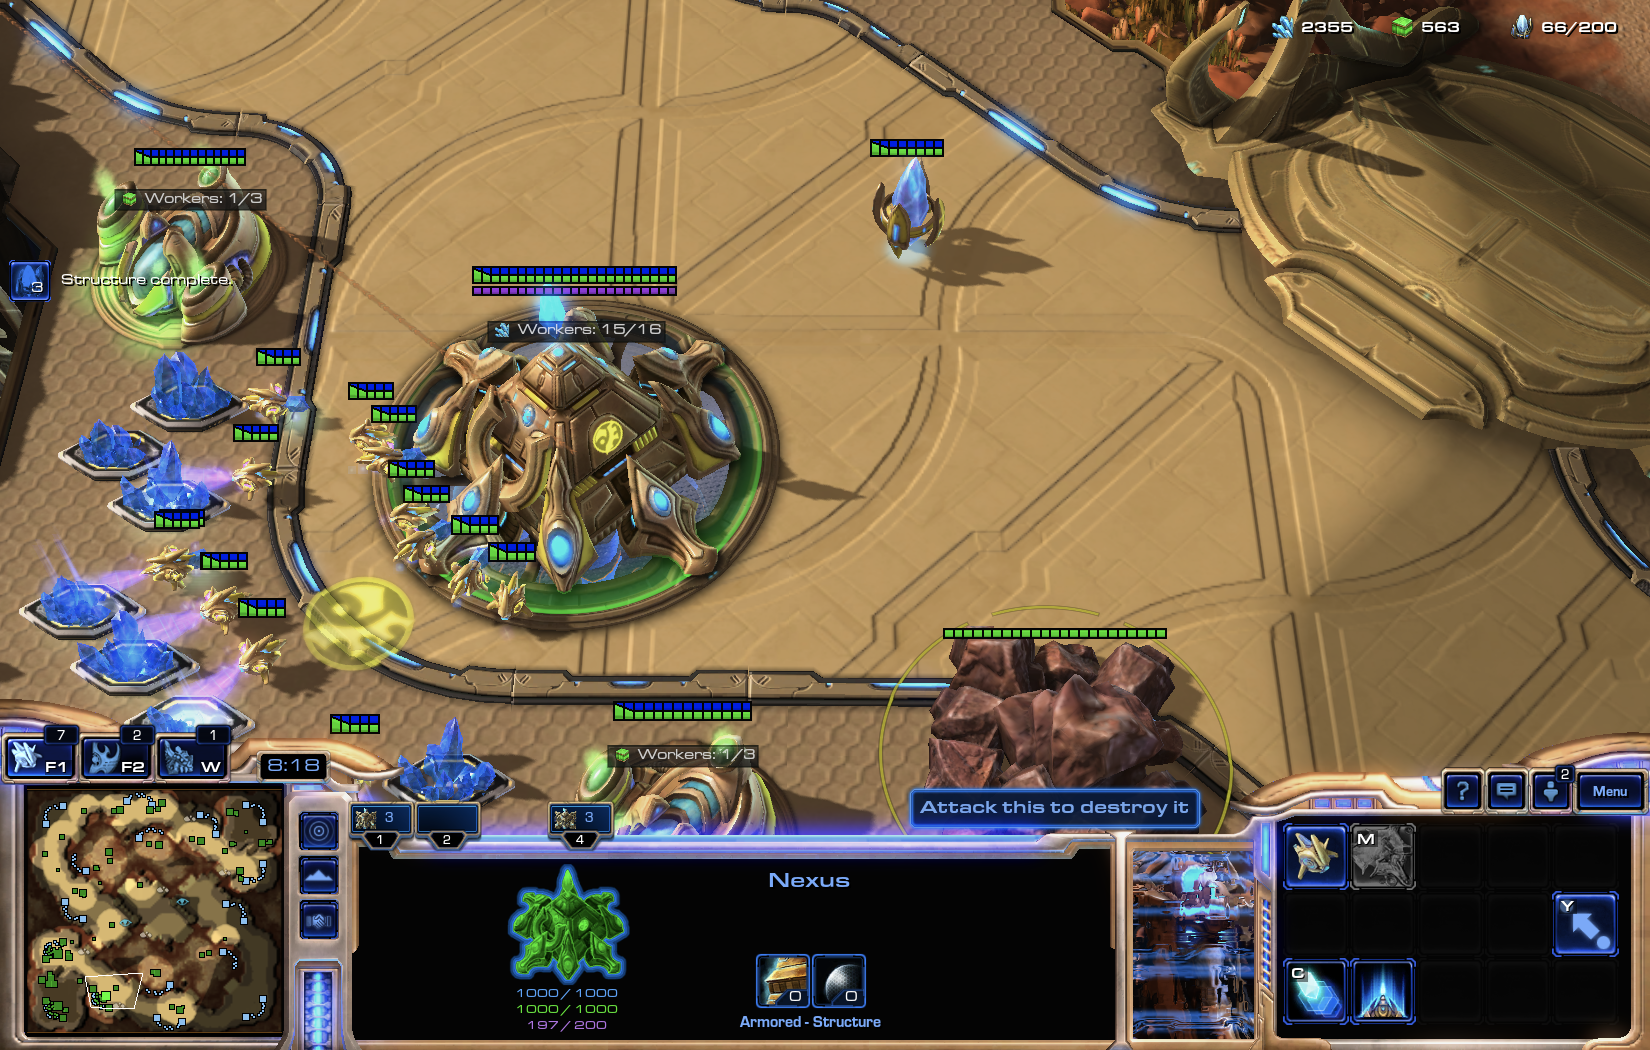 2355 563 66/200
Workers: 1/3
3 Structure complete.
Workers: 15/16
Workers: 1/3
7 2 1
F1 F2 W
8:18
2
? Menu
Attack this to destroy it
3 3
1 2 4
M
Nexus
Y
C
0 0
1000/1000
1000/1000
197/200
Armored - Structure